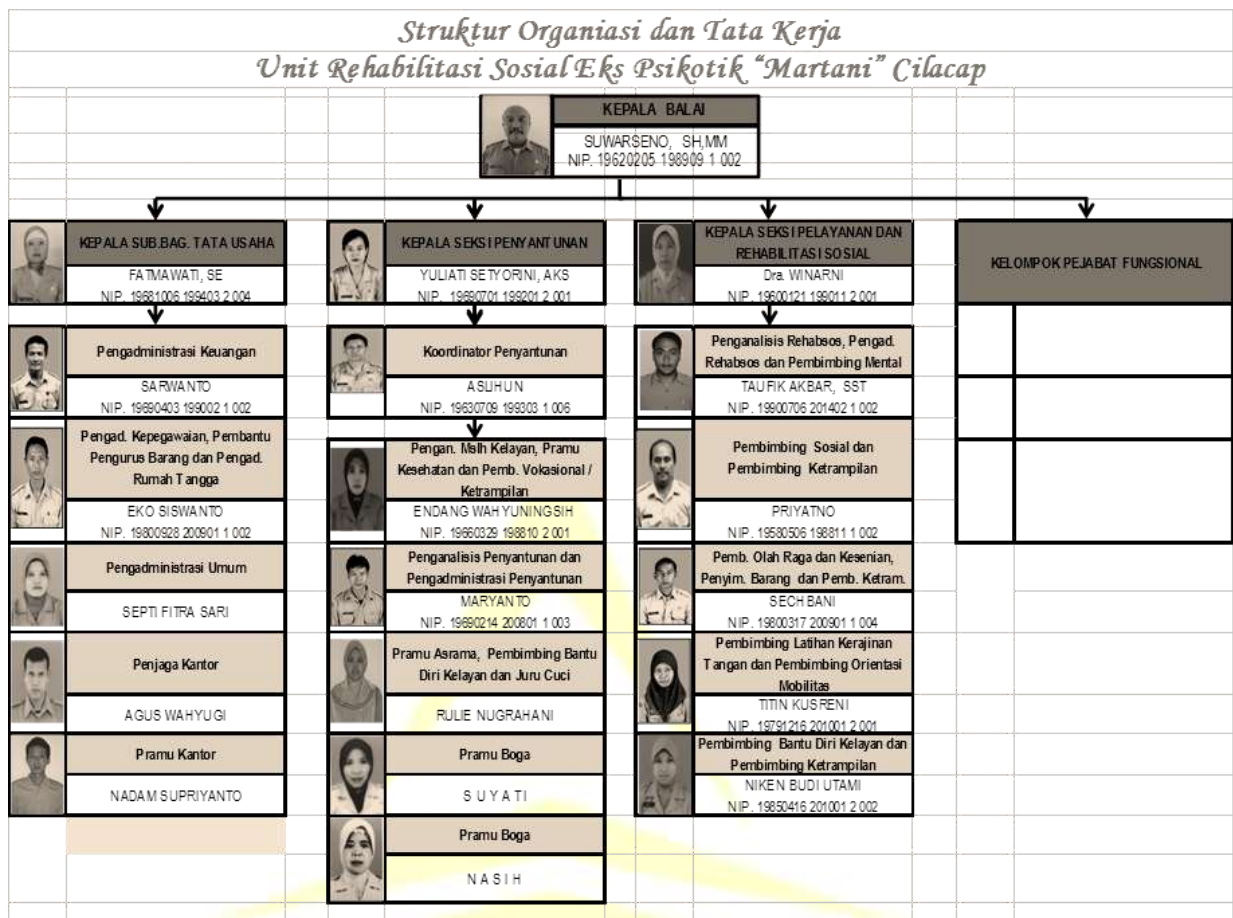 Struktur Organiasi dan Tata Kerja
Unit Rehabilitasi Sosial Eks Psikotik “Martani” Cilacap
KEPALA BALAI
SUWARSENO, SH,MM
NIP. 19620205 198909 1 002
KEPALA SUB.BAG. TATA USAHA
FATMAWATI, SE
NIP. 19681006 199403 2 004
Pengadministrasi Keuangan
SARWANTO
NIP. 19690403 199002 1 002
Pengad. Kepegawaian, Pembantu
Pengurus Barang dan Pengad.
Rumah Tangga
EKO SISWANTO
NIP. 19800928 200901 1 002
Pengadministrasi Umum
SEPTI FITRA SARI
Penjaga Kantor
AGUS WAHYUGI
Pramu Kantor
NADAM SUPRIYANTO
KEPALA SEKSI PENYANTUNAN
YULIATI SETYORINI, AKS
NIP. 19690701 199201 2 001
Koordinator Penyantunan
ASLIHUN
NIP. 19630709 199303 1 006
Pengan. Mslh Kelayan, Pramu
Kesehatan dan Pemb. Vokasional /
Ketrampilan
ENDANG WAHYUNINGSIH
NIP. 19660329 198810 2 001
Penganalisis Penyantunan dan
Pengadministrasi Penyantunan
MARYANTO
NIP. 19690214 200801 1 003
Pramu Asrama, Pembimbing Bantu
Diri Kelayan dan Juru Cuci
RULIE NUGRAHANI
Pramu Boga
S U Y A T I
Pramu Boga
N A S I H
KEPALA SEKSI PELAYANAN DAN
REHABILITASI SOSIAL
Dra. WINARNI
NIP. 19600121 199011 2 001
Penganalisis Rehabsos, Pengad.
Rehabsos dan Pembimbing Mental
TAUFIK AKBAR, SST
NIP. 19900706 201402 1 002
Pembimbing Sosial dan
Pembimbing Ketrampilan
PRIYATNO
NIP. 19580506 198811 1 002
Pemb. Olah Raga dan Kesenian,
Penyim. Barang dan Pemb. Ketram.
SECH BANI
NIP. 19800317 200901 1 004
Pembimbing Latihan Kerajinan
Tangan dan Pembimbing Orientasi
Mobilitas
TITIN KUSRENI
NIP. 19791216 201001 2 001
Pembimbing Bantu Diri Kelayan dan
Pembimbing Ketrampilan
NIKEN BUDI UTAMI
NIP. 19850416 201001 2 002
KELOMPOK PEJABAT FUNGSIONAL